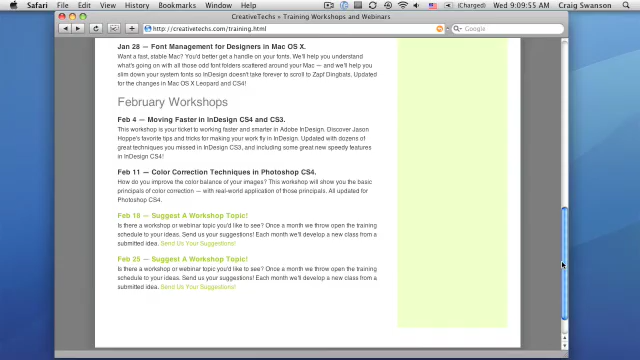 Safari File Edit View History Bookmarks Window Help (Charged) Wed 9:09:55 AM Craig Swanson
CreativeTechs » Training Workshops and Webinars
http://creativetechs.com/training.html Google
Jan 28 — Font Management for Designers in Mac OS X.
Want a fast, stable Mac? You'd better get a handle on your fonts. We'll help you understand
what's going on with all those odd font folders scattered around your Mac — and we'll help you
slim down your system fonts so InDesign doesn't take forever to scroll to Zapf Dingbats. Updated
for the changes in Mac OS X Leopard and CS4!
February Workshops
Feb 4 — Moving Faster in InDesign CS4 and CS3.
This workshop is your ticket to working faster and smarter in Adobe InDesign. Discover Jason
Hoppe's favorite tips and tricks for making your work fly in InDesign. Updated with dozens of
great techniques you missed in InDesign CS3, and including some great new speedy features
in InDesign CS4!
Feb 11 — Color Correction Techniques in Photoshop CS4.
How do you improve the color balance of your images? This workshop will show you the basic
principals of color correction — with real-world application of those principals. All updated for
Photoshop CS4.
Feb 18 — Suggest A Workshop Topic!
Is there a workshop or webinar topic you'd like to see? Once a month we throw open the training
schedule to your ideas. Send us your suggestions! Each month we'll develop a new class from a
submitted idea. Send Us Your Suggestions!
Feb 25 — Suggest A Workshop Topic!
Is there a workshop or webinar topic you'd like to see? Once a month we throw open the training
schedule to your ideas. Send us your suggestions! Each month we'll develop a new class from a
submitted idea. Send Us Your Suggestions!